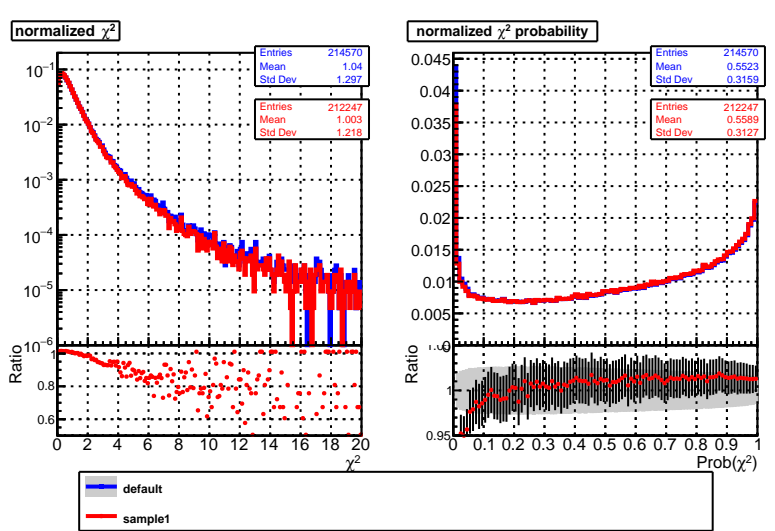 normalized χ²
Entries 214570
Mean 1.04
Std Dev 1.297
Entries 212247
Mean 1.003
Std Dev 1.218
10⁻¹
10⁻²
10⁻³
10⁻⁴
10⁻⁵
10⁻⁶
Ratio
1
0.8
0.6
0 2 4 6 8 10 12 14 16 18 20
χ²
normalized χ² probability
Entries 214570
Mean 0.5523
Std Dev 0.3159
Entries 212247
Mean 0.5589
Std Dev 0.3127
0.045
0.04
0.035
0.03
0.025
0.02
0.015
0.01
0.005
Ratio
1
0.95
0 0.1 0.2 0.3 0.4 0.5 0.6 0.7 0.8 0.9 1
Prob(χ²)
default
sample1